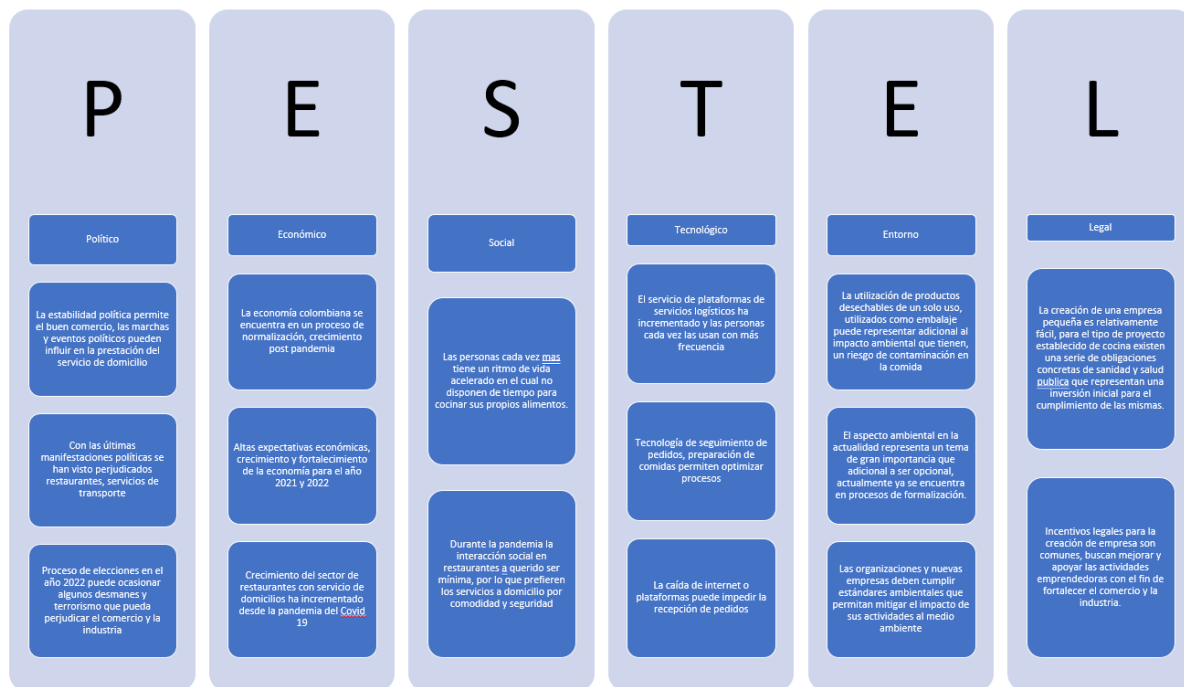 P
Político
La estabilidad política permite
el buen comercio, las marchas
y eventos políticos pueden
influir en la prestación del
servicio de domilio
Con las últimas
manifestaciones políticas se
han visto perjudicados
restaurantes, servicios de
transporte
Proceso de elecciones en el
año 2022 puede ocasionar
algunos desmanes y
terrorismo que pueda
perjudicar el comercio y la
industria
E
Económico
La economía colombiana se
encuentra en un proceso de
normalización, crecimiento
post pandemia
Altas expectativas económicas,
crecimiento y fortalecimiento
de la economía para el año
2021 y 2022
Crecimiento del sector de
restaurantes con servicio de
domicilios ha incrementado
desde la pandemia del Covid
19
S
Social
Las personas cada vez mas
tiene un ritmo de vida
acelerado en el cual no
disponen de tiempo para
cocinar sus propios alimentos.
Durante la pandemia la
interacción social en
restaurantes a querido ser
mínima, por lo que prefieren
los servicios a domicilio por
comodidad y seguridad
T
Tecnológico
El servicio de plataformas de
servicios logísticos ha
incrementado y las personas
cada vez las usan con más
frecuencia
Tecnología de seguimiento de
pedidos, preparación de
comidas permiten optimizar
procesos
La caída de internet o
plataformas puede impedir la
recepción de pedidos
E
Entorno
La utilización de productos
desechables de un solo uso,
utilizados como embalaje
puede representar adicional al
impacto ambiental que tienen,
un riesgo de contaminación en
la comida
El aspecto ambiental en la
actualidad representa un tema
de gran importancia que
adicional a ser opcional,
actualmente ya se encuentra
en procesos de formalización.
Las organizaciones y nuevas
empresas deben cumplir
estándares ambientales que
permitan mitigar el impacto de
sus actividades al medio
ambiente
L
Legal
La creación de una empresa
pequeña es relativamente
fácil, para el tipo de proyecto
establecido de cocina existen
una serie de obligaciones
concretas de sanidad y salud
publica que representan una
inversión inicial para el
cumplimiento de las mismas.
Incentivos legales para la
creación de empresa son
comunes, buscan mejorar y
apoyar las actividades
emprendedoras con el fin de
fortalecer el comercio y la
industria.